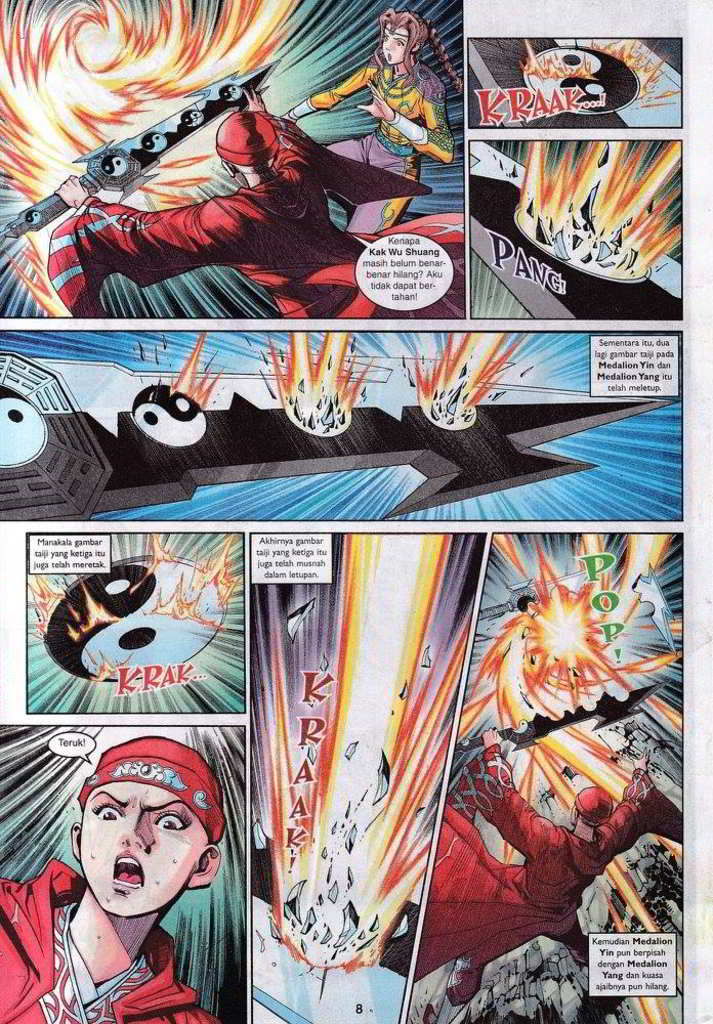 KRAAK...!
Kenapa
Kak Wu Shuang
masih belum benar-
benar hilang? Aku
tidak dapat ber-
tahan!
PANG!
Sementara itu, dua
lagi gambar taiji pada
Medalion Yin dan
Medalion Yang itu
telah meletup.
Manakala gambar
taiji yang ketiga itu
juga telah meretak.
KRAK...
Akhirnya gambar
taiji yang ketiga itu
telah musnah
dalam letupan.
KRAAK!
POP!
Teruk!
Kemudian Medalion
Yin pun berpisah
dengan Medalion
Yang dan kuasa
ajaibnya pun hilang.
8